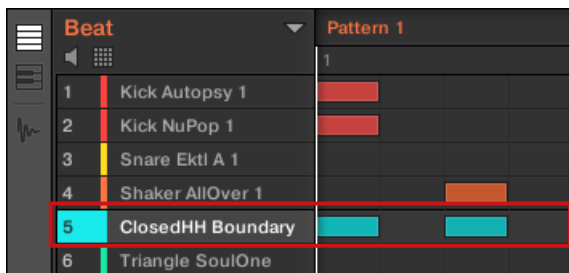 Beat
Pattern 1
1
1 Kick Autopsy 1
2 Kick NuPop 1
3 Snare Ektl A 1
4 Shaker AllOver 1
5 ClosedHH Boundary
6 Triangle SoulOne